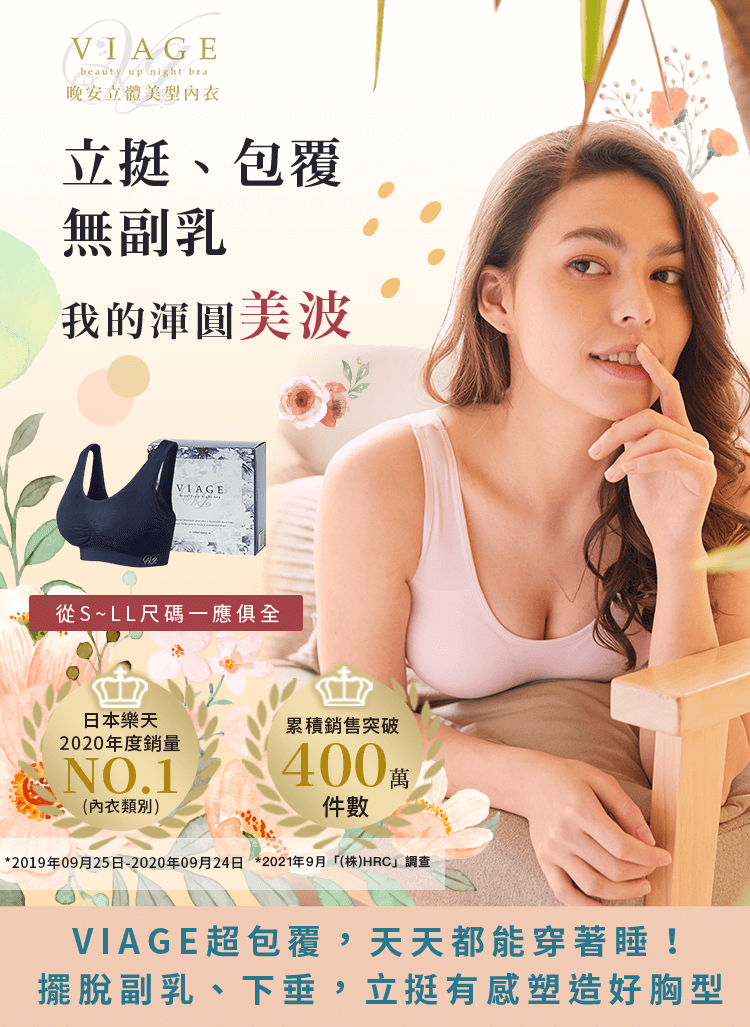 VIAGE
beauty up night bra
晚安立體美型內衣
立挺、包覆
無副乳
我的渾圓美波
VIAGE
beauty up night bra
從S~LL尺碼一應俱全
日本樂天
2020年度銷量
NO.1
(內衣類別)
累積銷售突破
400萬
件數
*2019年09月25日-2020年09月24日 *2021年9月「(株)HRC」調查
VIAGE超包覆，天天都能穿著睡！
擺脫副乳、下垂，立挺有感塑造好胸型